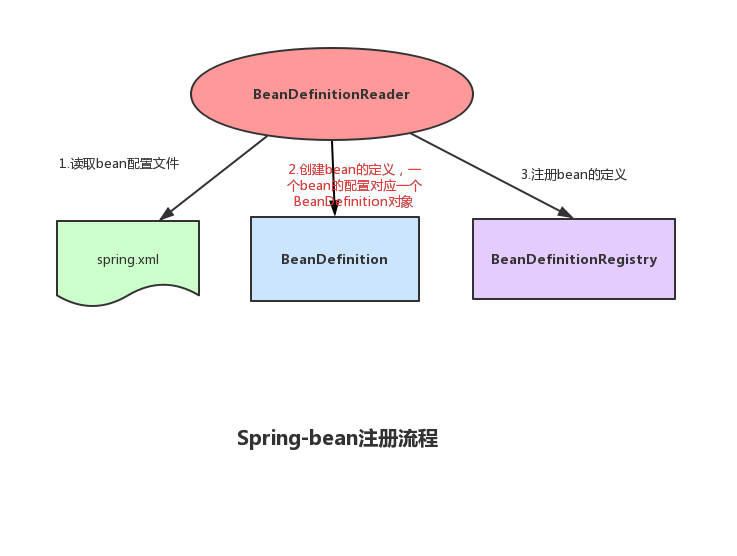 BeanDefinitionReader
1.读取bean配置文件
2.创建bean的定义，一
个bean的配置对应一个
BeanDefinition对象
3.注册bean的定义
spring.xml
BeanDefinition
BeanDefinitionRegistry
Spring-bean注册流程